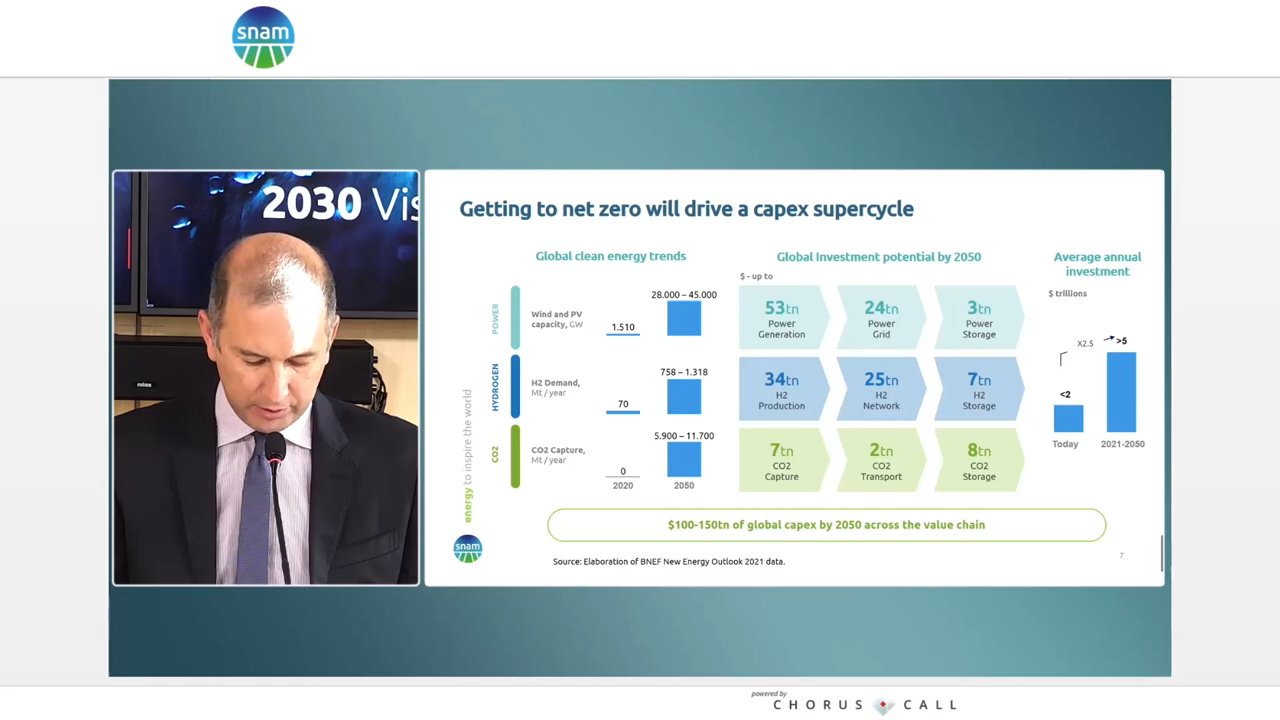 snam
2030 Vis
Getting to net zero will drive a capex supercycle
Global clean energy trends
Global Investment potential by 2050
Average annual
investment
$ - up to
$ trillions
POWER
Wind and PV
capacity, GW
1.510
28.000 – 45.000
53tn
Power
Generation
24tn
Power
Grid
3tn
Power
Storage
HYDROGEN
H2 Demand,
Mt / year
70
758 – 1.318
34tn
H2
Production
25tn
H2
Network
7tn
H2
Storage
CO2
CO2 Capture,
Mt / year
0
5.900 – 11.700
2020
2050
7tn
CO2
Capture
2tn
CO2
Transport
8tn
CO2
Storage
<2
X2.5
>5
Today
2021-2050
energy to inspire the world
snam
$100-150tn of global capex by 2050 across the value chain
Source: Elaboration of BNEF New Energy Outlook 2021 data.
7
powered by
CHORUS CALL